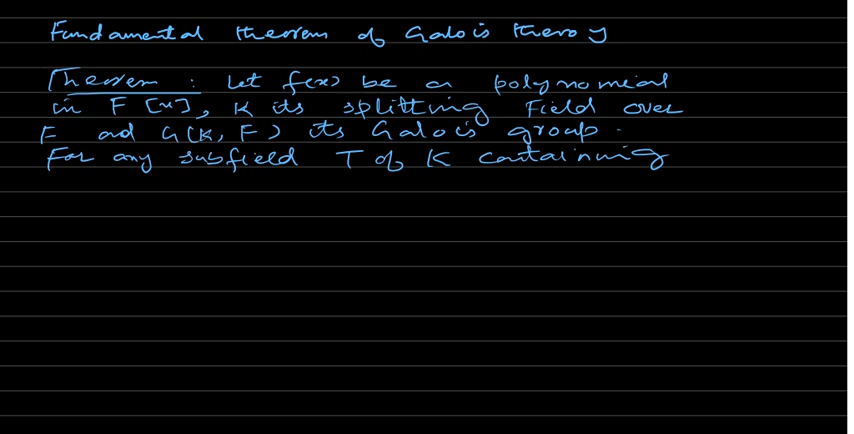 Fundamental theorem of Galois theory
Theorem : Let f(x) be a polynomial
in F [x], K its splitting Field over
F and G(K, F) its Galois group.
For any subfield T of K containing